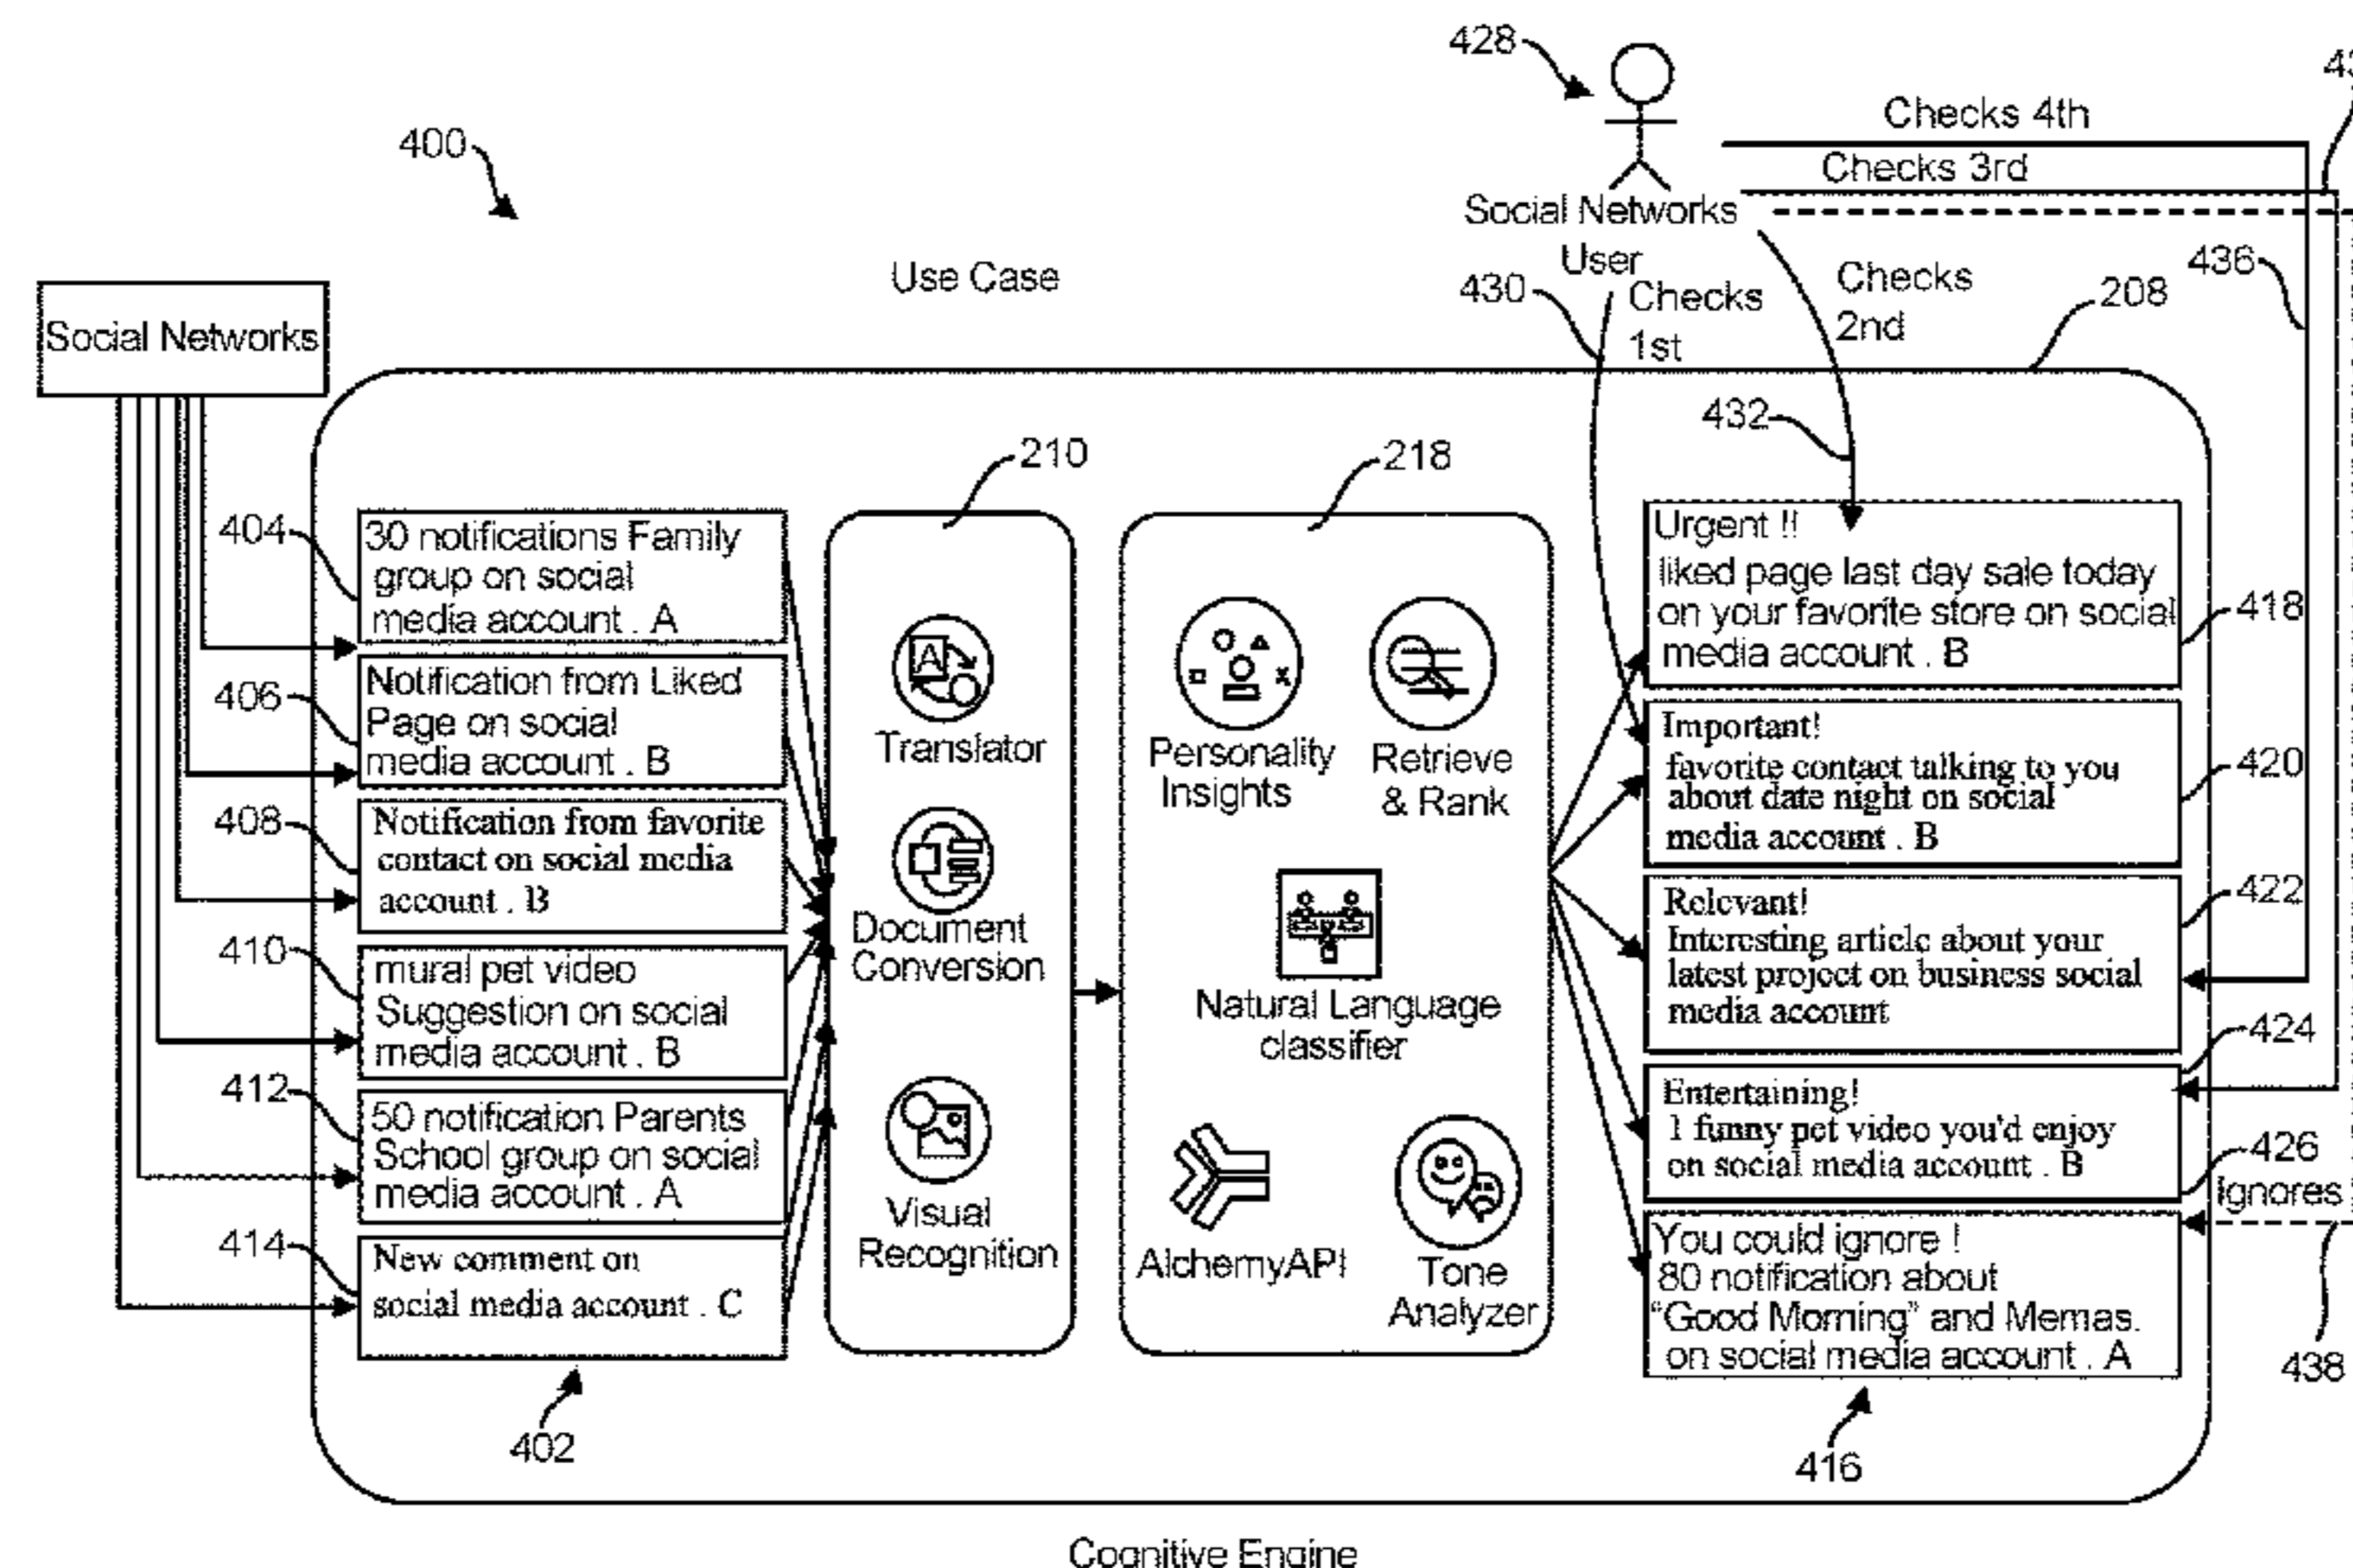 428
Checks 4th
400
Checks 3rd
Social Networks
User
Use Case
430
Checks
1st
Checks
2nd
436
208
Social Networks
432
210
218
404
30 notifications Family
group on social
media account . A
406
Notification from Liked
Page on social
media account . B
408
Notification from favorite
contact on social media
account . B
410
mural pet video
Suggestion on social
media account . B
412
50 notification Parents
School group on social
media account . A
414
New comment on
social media account . C
402
Translator
Document
Conversion
Visual
Recognition
Personality
Insights
Retrieve
& Rank
Natural Language
classifier
AlchemyAPI
Tone
Analyzer
Urgent !!
liked page last day sale today
on your favorite store on social
media account . B
418
Important!
favorite contact talking to you
about date night on social
media account . B
420
Relevant!
Interesting article about your
latest project on business social
media account
422
424
Entertaining!
1 funny pet video you'd enjoy
on social media account . B
426
Ignores
You could ignore !
80 notification about
"Good Morning" and Memas.
on social media account . A
438
416
Cognitive Engine